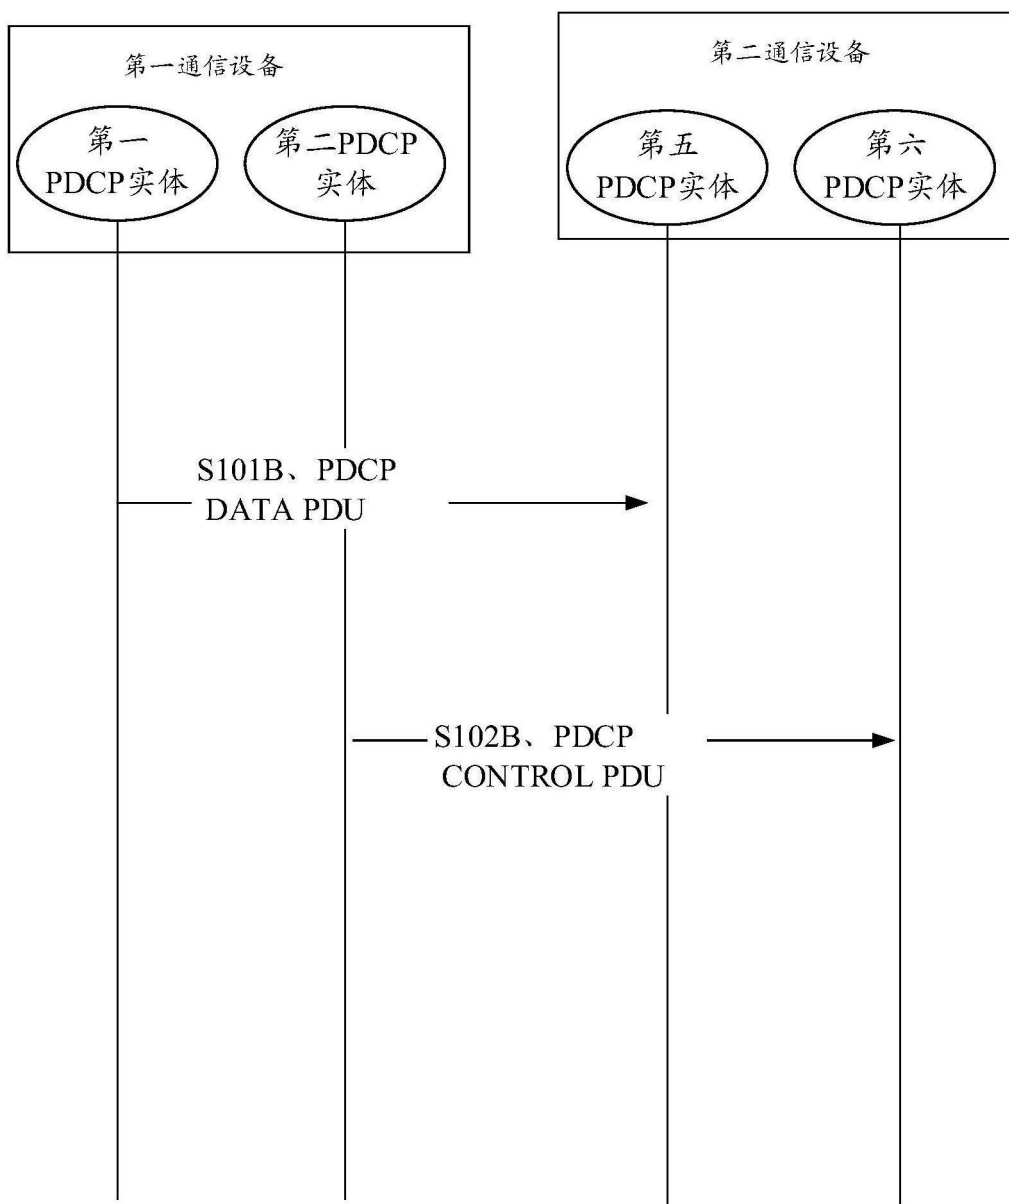 第一通信设备
第一
PDCP实体
第二PDCP
实体
第二通信设备
第五
PDCP实体
第六
PDCP实体
S101B、PDCP
DATA PDU
S102B、PDCP
CONTROL PDU